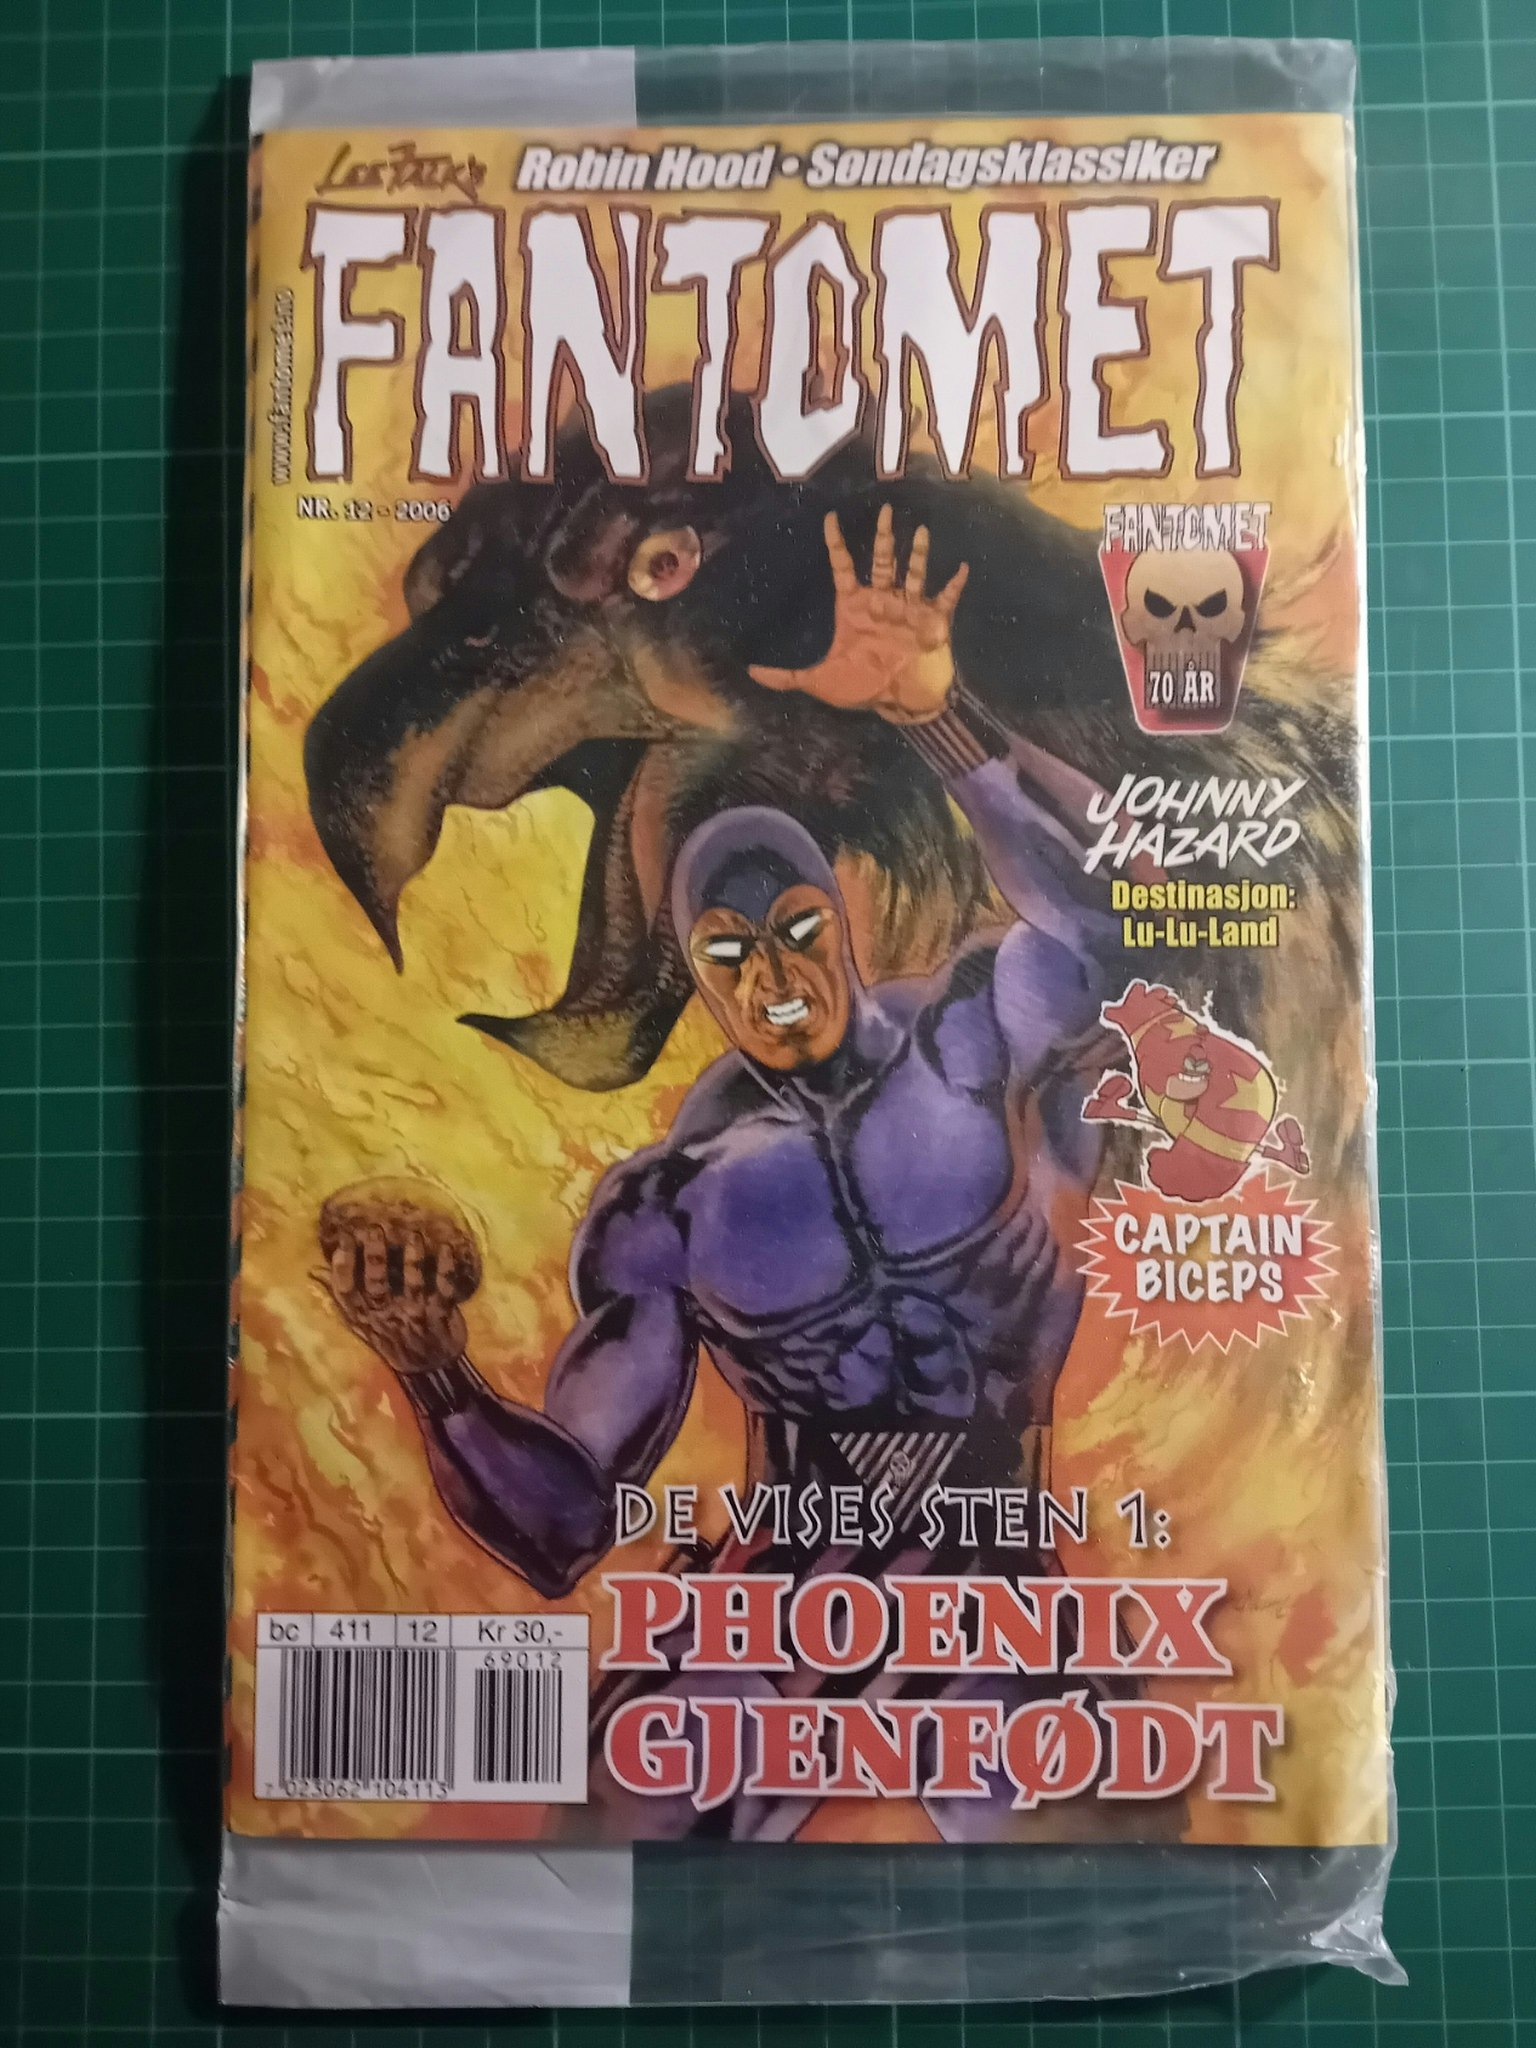 LEE FALK's
Robin Hood • Søndagsklassiker
FANTOMET
www.fantomet.no
NR. 12 - 2006
FANTOMET
70 ÅR
JOHNNY
HAZARD
Destinasjon:
Lu-Lu-Land
CAPTAIN
BICEPS
DE VISES STEN 1:
PHOENIX
GJENFØDT
bc 411 12 Kr 30,-
69012
7 023062 104113